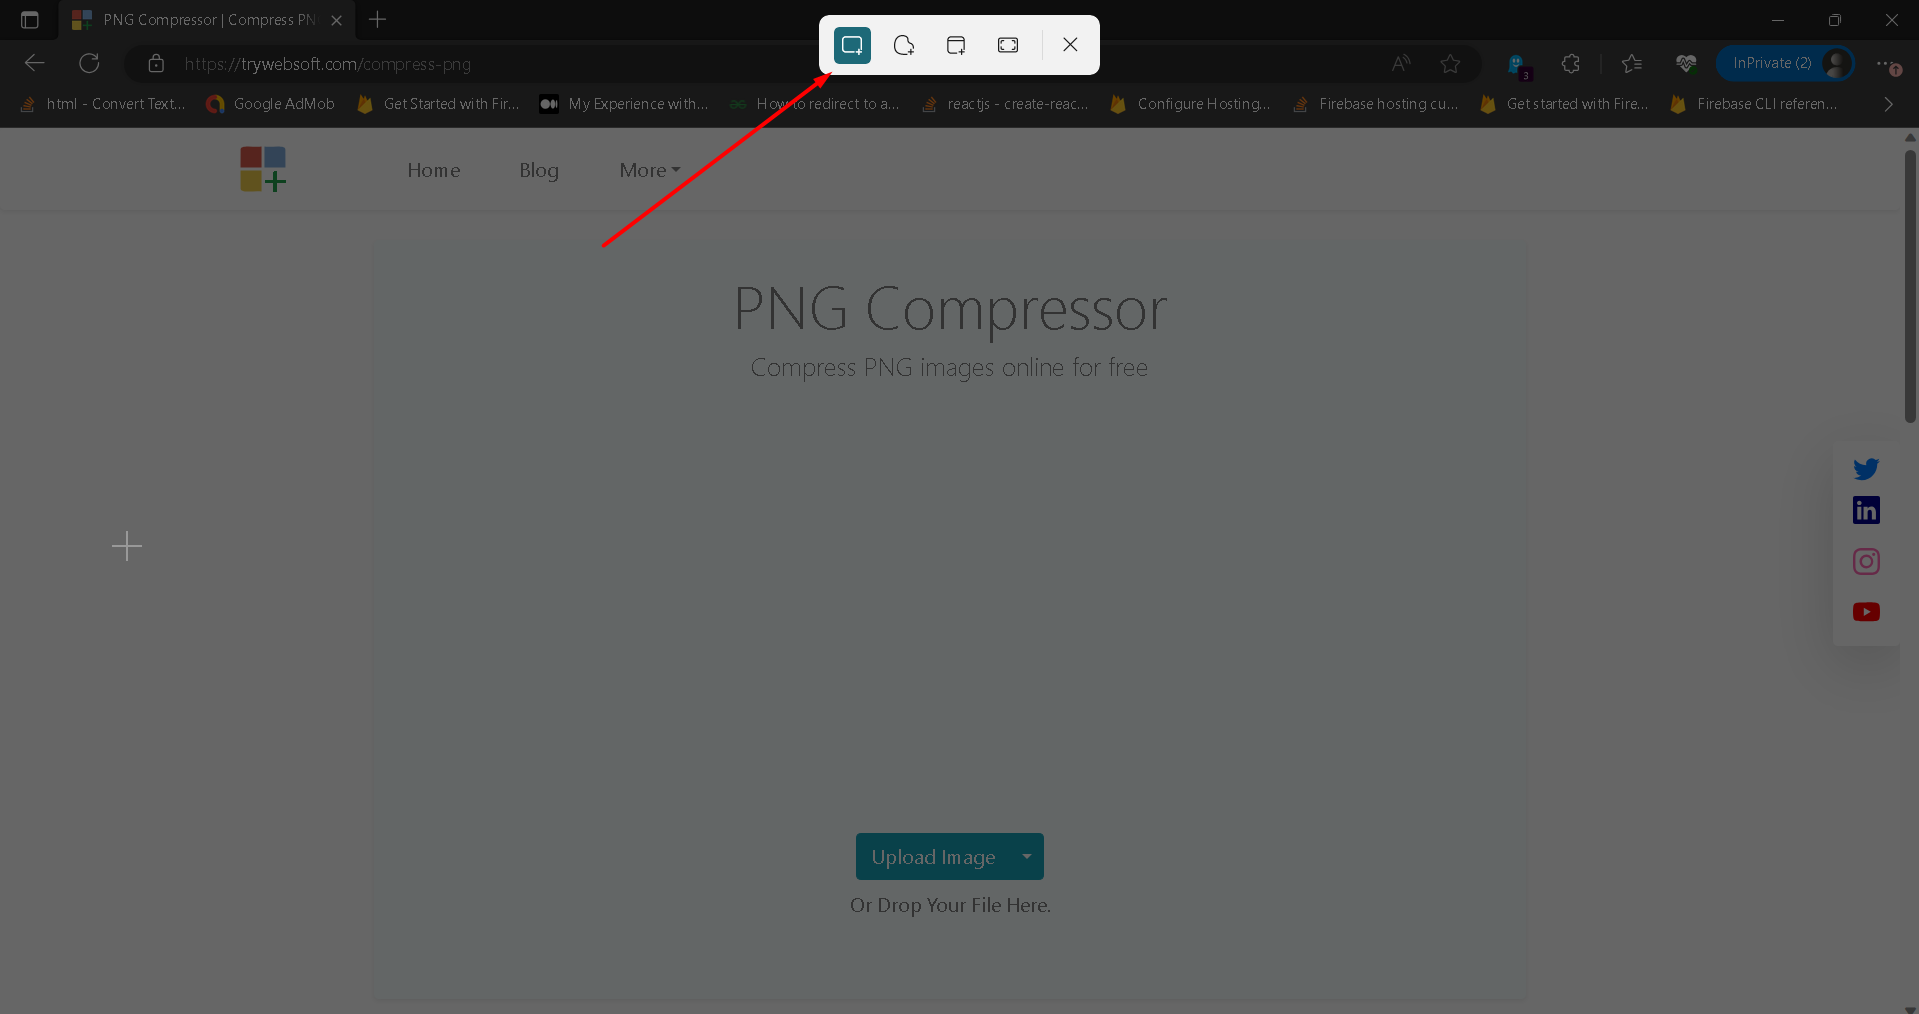 PNG Compressor | Compress PN
https://trywebsoft.com/compress-png
InPrivate (2)
3
html - Convert Text...
Google AdMob
Get Started with Fir...
My Experience with...
How to redirect to a...
reactjs - create-reac...
Configure Hosting...
Firebase hosting cu...
Get started with Fire...
Firebase CLI referen...
Home
Blog
More
PNG Compressor
Compress PNG images online for free
Upload Image
Or Drop Your File Here.